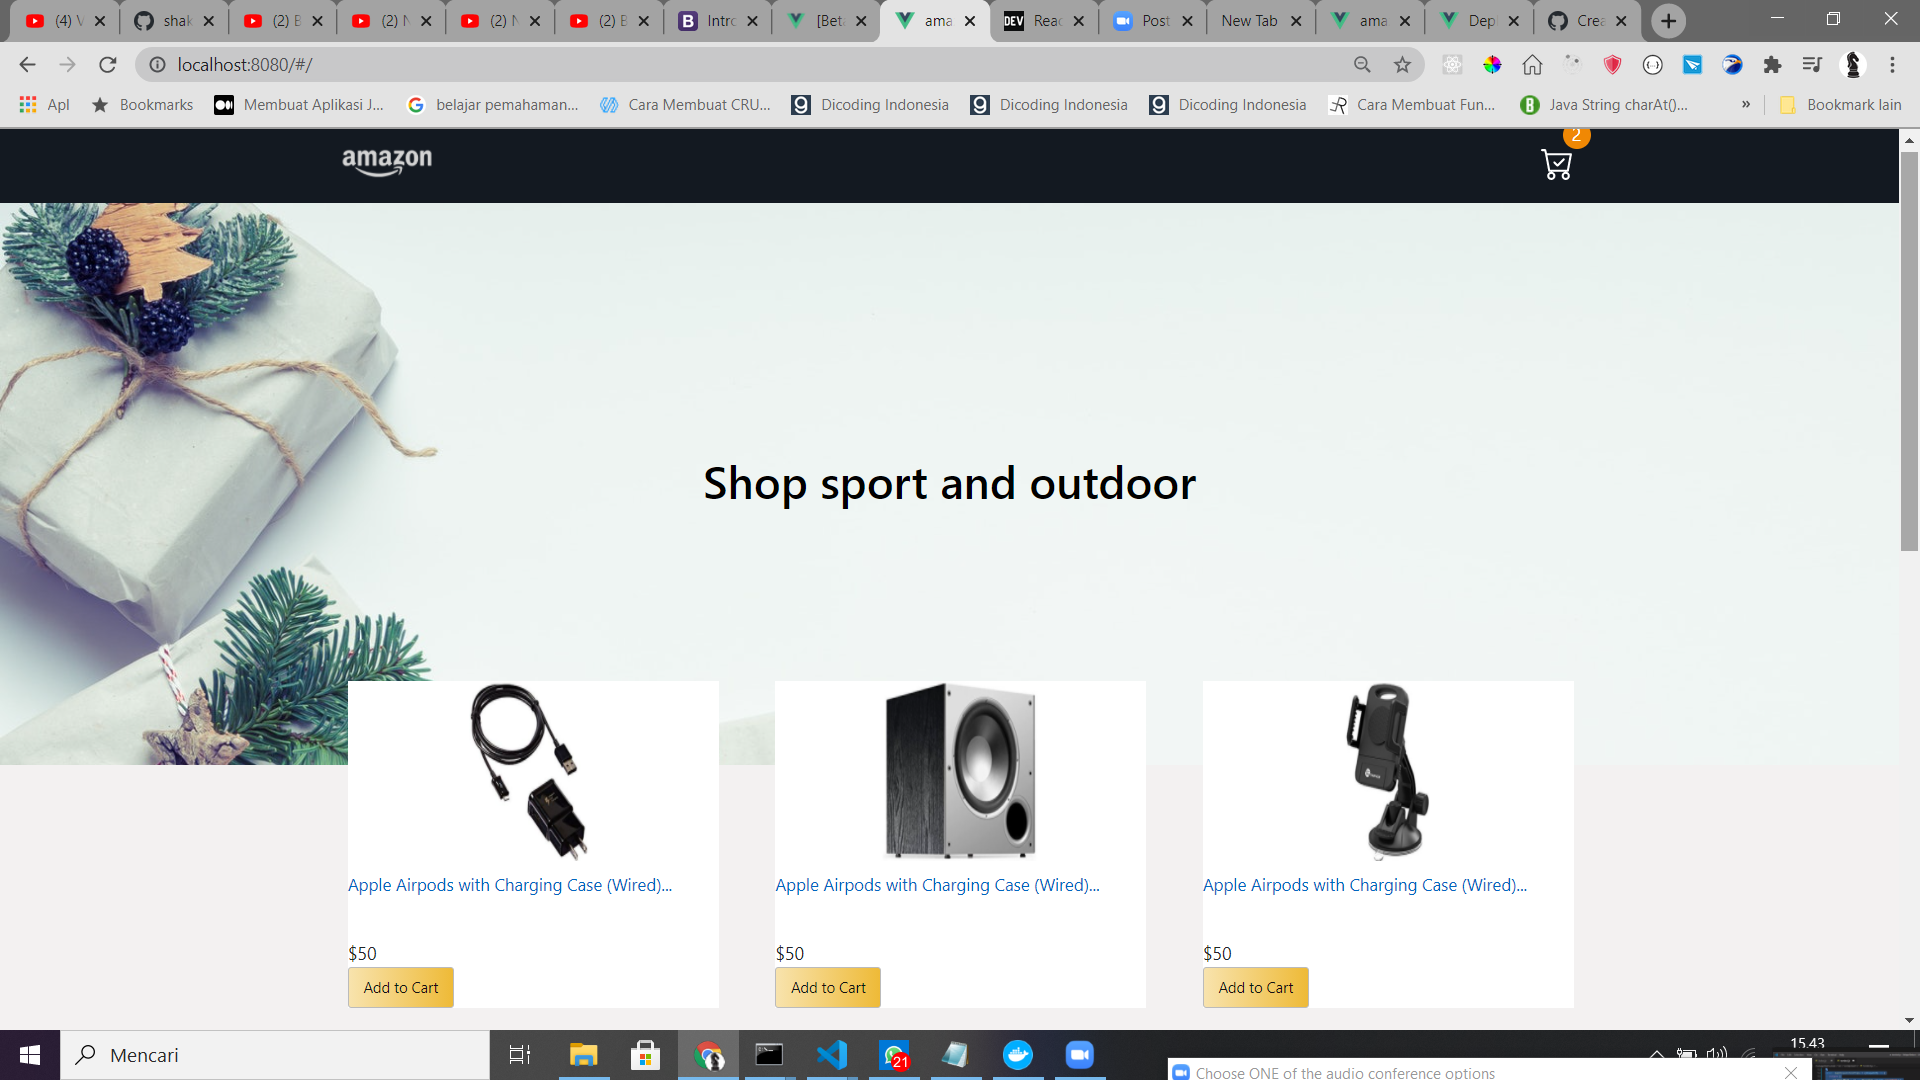 (4) V
shak
(2) B
(2) N
(2) N
(2) B
Intro
[Beta
ama
DEV
Reac
Post
New Tab
ama
Dep
Crea
localhost:8080/#/
Apl
Bookmarks
Membuat Aplikasi J...
belajar pemahaman...
Cara Membuat CRU...
Dicoding Indonesia
Dicoding Indonesia
Dicoding Indonesia
Cara Membuat Fun...
Java String charAt()...
»
Bookmark lain
amazon
2
Shop sport and outdoor
Apple Airpods with Charging Case (Wired)...
Apple Airpods with Charging Case (Wired)...
Apple Airpods with Charging Case (Wired)...
$50
$50
$50
Add to Cart
Add to Cart
Add to Cart
Mencari
21
15.43
Choose ONE of the audio conference options